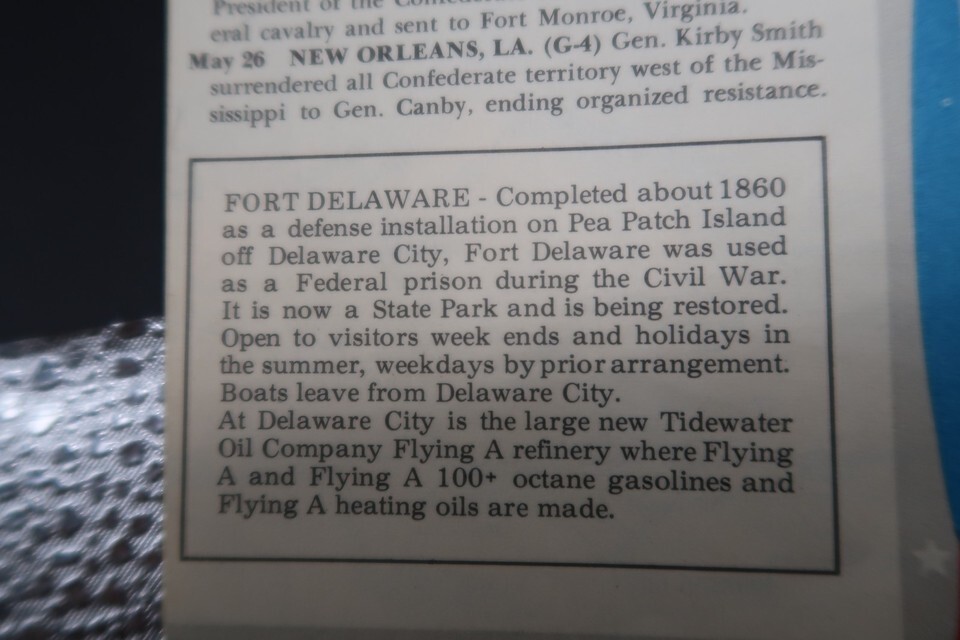 President of the Confeder
eral cavalry and sent to Fort Monroe, Virginia.
May 26 NEW ORLEANS, LA. (G-4) Gen. Kirby Smith
surrendered all Confederate territory west of the Mis-
sissippi to Gen. Canby, ending organized resistance.
FORT DELAWARE - Completed about 1860
as a defense installation on Pea Patch Island
off Delaware City, Fort Delaware was used
as a Federal prison during the Civil War.
It is now a State Park and is being restored.
Open to visitors week ends and holidays in
the summer, weekdays by prior arrangement.
Boats leave from Delaware City.
At Delaware City is the large new Tidewater
Oil Company Flying A refinery where Flying
A and Flying A 100+ octane gasolines and
Flying A heating oils are made.